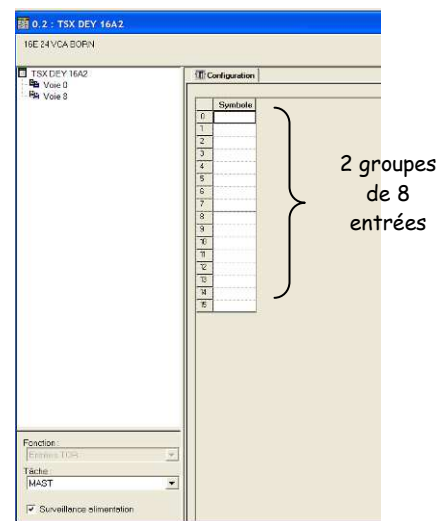 0.2 : TSX DEY 16A2
16E 24VCA BORN
TSX DEY 16A2
Voie 0
Voie 8
Configuration
Symbole
0
1
2
3
4
5
6
7
8
9
10
11
12
13
14
15
2 groupes
de 8
entrées
Fonction :
Entrées TOR
Tâche :
MAST
Surveillance alimentation